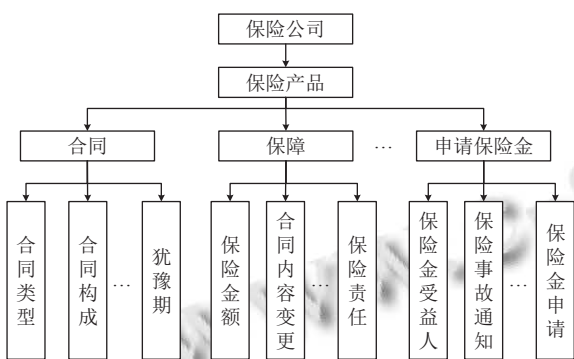 保险公司
保险产品
合同
保障
…
申请保险金
合同类型
合同构成
…
犹豫期
保险金额
合同内容变更
…
保险责任
保险金受益人
保险事故通知
…
保险金申请